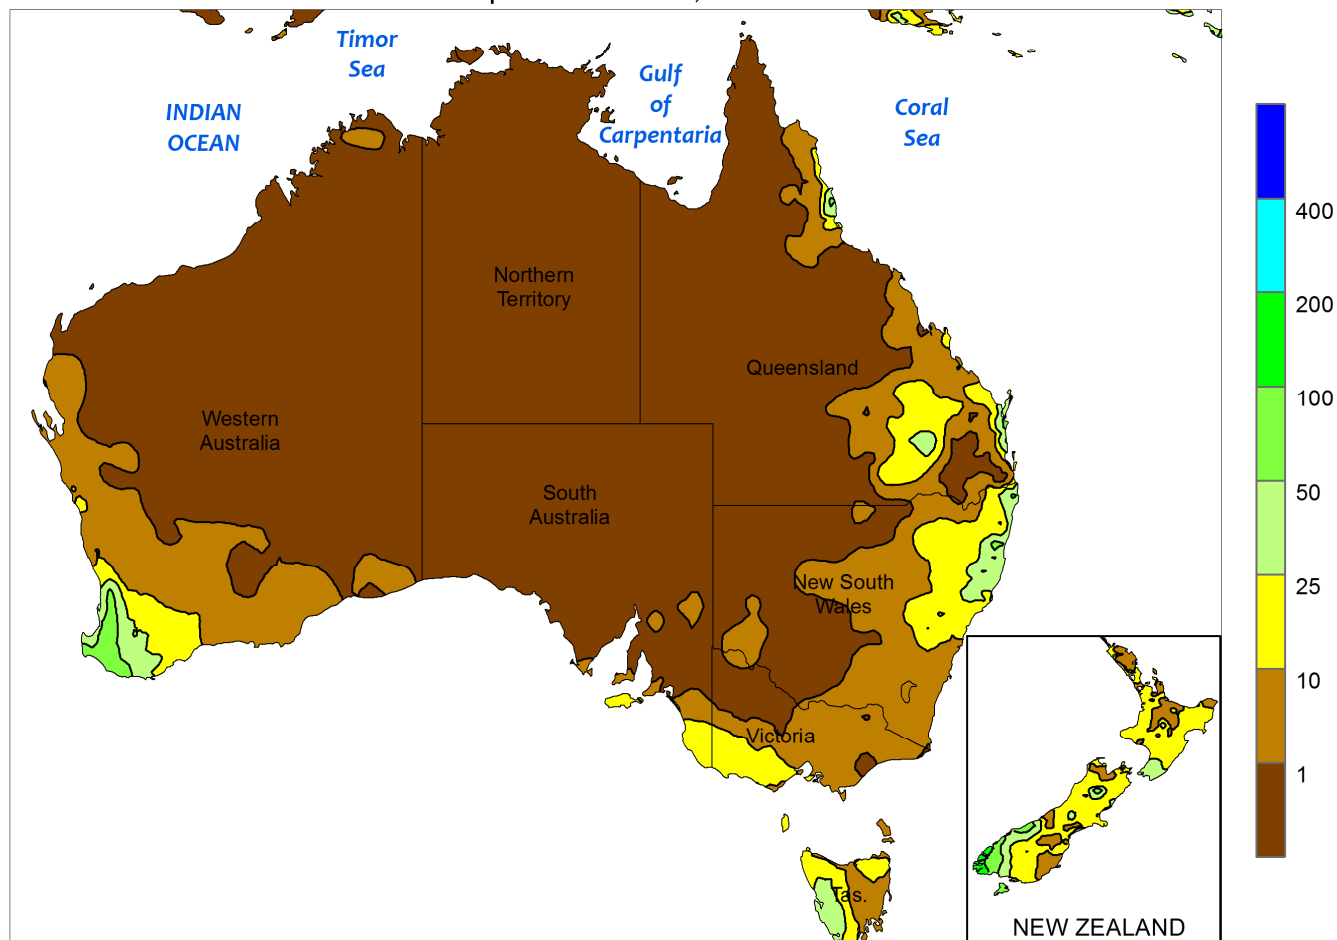 Timor
Sea
Gulf
of
Carpentaria
INDIAN
OCEAN
Coral
Sea
Northern
Territory
Queensland
Western
Australia
South
Australia
New South
Wales
Victoria
Tas.
NEW ZEALAND
400
200
100
50
25
10
1